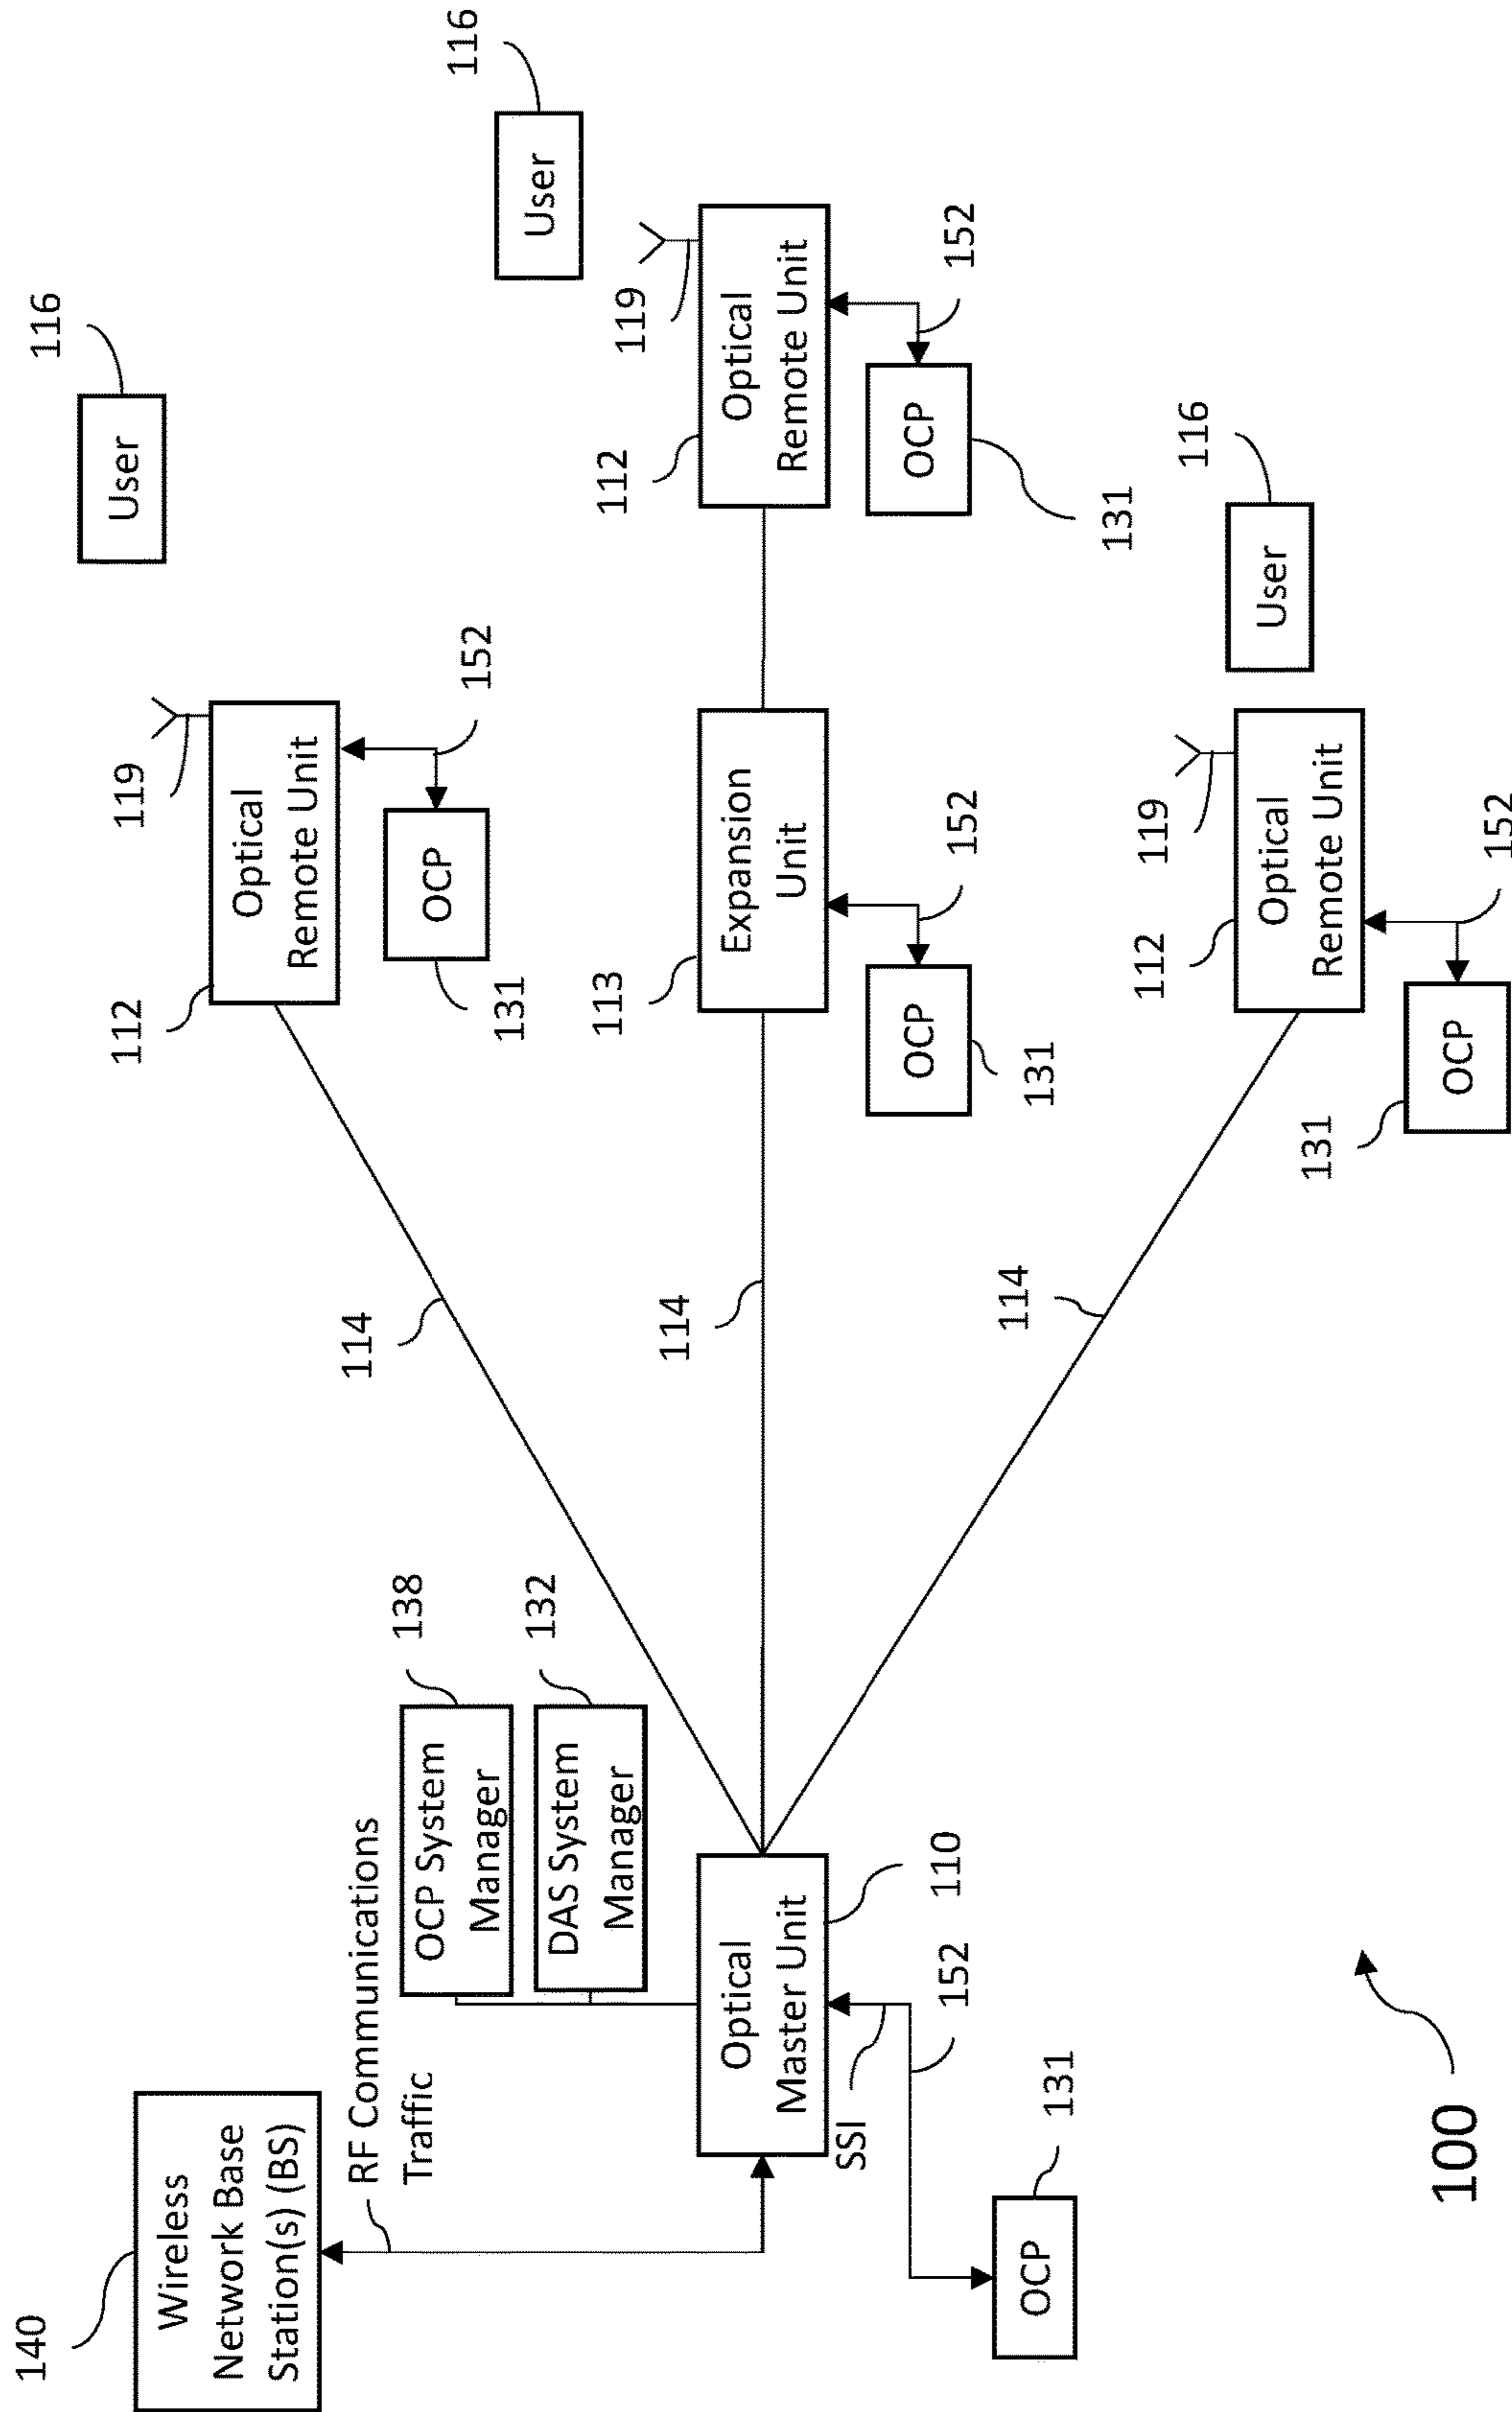 140
Wireless
Network Base
Station(s) (BS)
RF Communications
Traffic
OCP System
Manager
138
DAS System
Manager
132
Optical
Master Unit
110
SSI
152
OCP
131
100
114
114
114
112
Optical
Remote Unit
119
152
OCP
131
User
116
113
Expansion
Unit
152
OCP
131
112
Optical
Remote Unit
119
152
OCP
131
User
116
112
Optical
Remote Unit
119
152
OCP
131
User
116